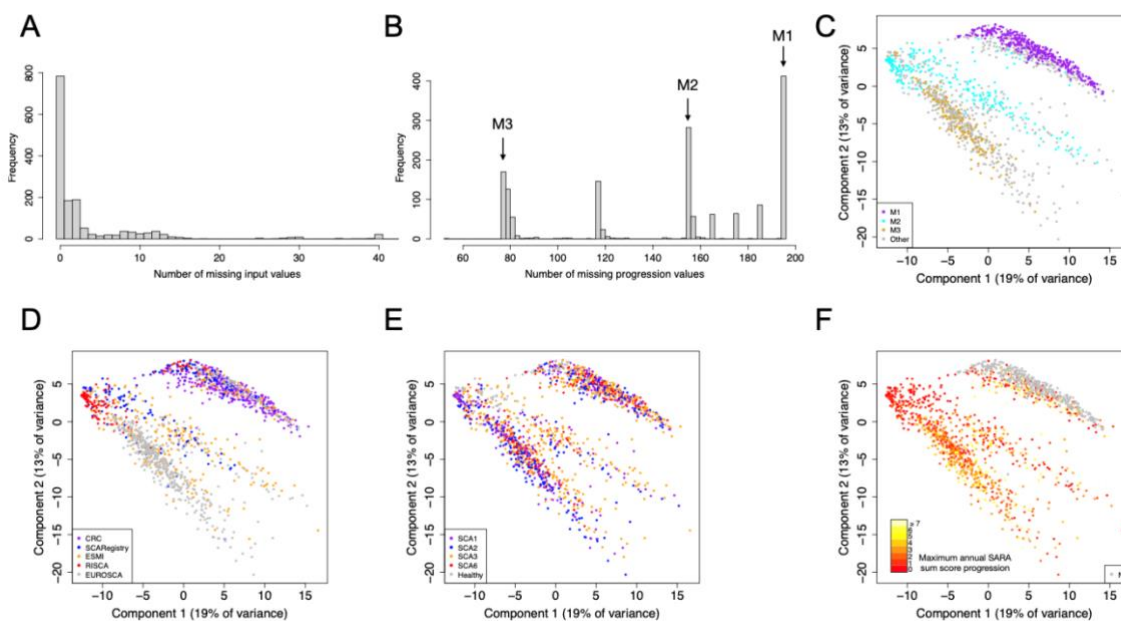 A
Frequency
800
600
400
200
0
0 10 20 30 40
Number of missing input values
B
M1
M2
M3
Frequency
400
300
200
100
0
60 80 100 120 140 160 180 200
Number of missing progression values
C
Component 2 (13% of variance)
5
0
−5
−10
−15
−20
M1
M2
M3
Other
−10 −5 0 5 10 15
Component 1 (19% of variance)
D
Component 2 (13% of variance)
5
0
−5
−10
−15
−20
CRC
SCARegistry
ESMI
RISCA
EUROSCA
−10 −5 0 5 10 15
Component 1 (19% of variance)
E
Component 2 (13% of variance)
5
0
−5
−10
−15
−20
SCA1
SCA2
SCA3
SCA6
Healthy
−10 −5 0 5 10 15
Component 1 (19% of variance)
F
Component 2 (13% of variance)
5
0
−5
−10
−15
−20
Maximum annual SARA
sum score progression
−10 −5 0 5 10 15
Component 1 (19% of variance)